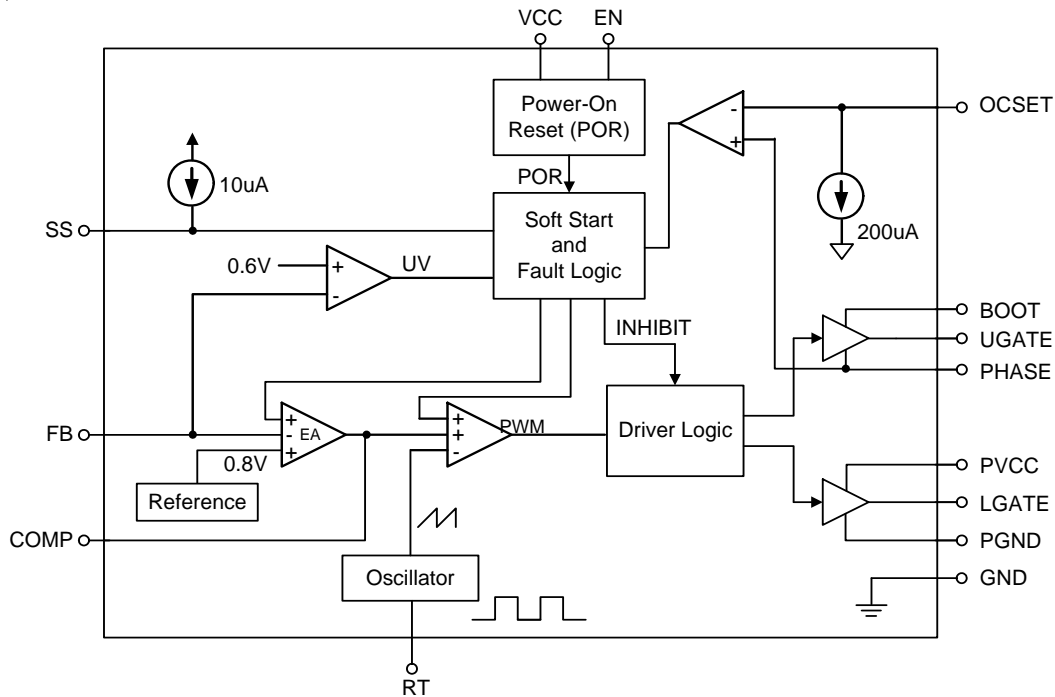 VCC
EN
Power-On
Reset (POR)
-
+
OCSET
POR
10uA
200uA
SS
Soft Start
and
Fault Logic
0.6V
+
-
UV
INHIBIT
BOOT
UGATE
PHASE
FB
+
-
+
EA
0.8V
Reference
+
+
-
PWM
Driver Logic
PVCC
LGATE
PGND
GND
COMP
Oscillator
RT